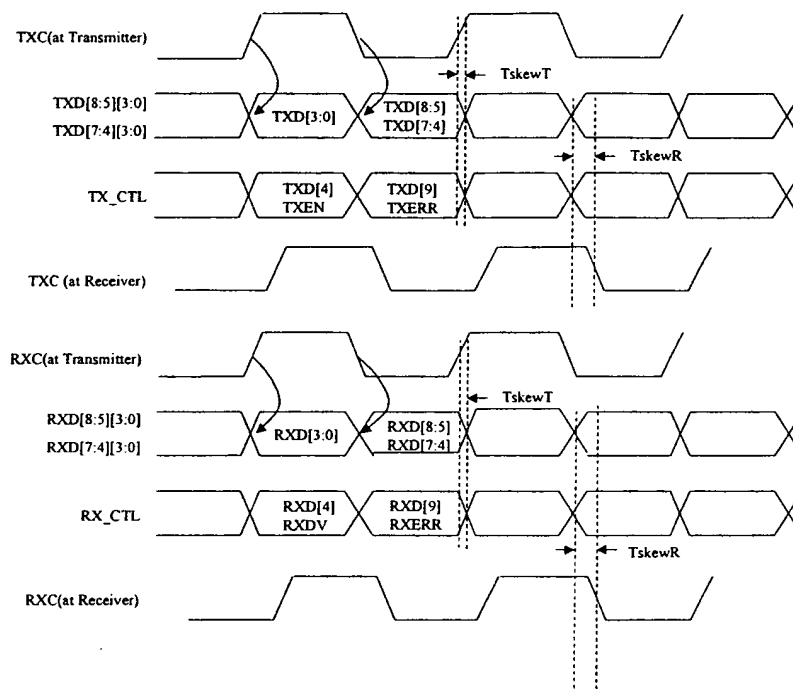 TXC(at Transmitter)
TskewT
TXD[8:5][3:0]
TXD[7:4][3:0]
TXD[3:0]
TXD[8:5]
TXD[7:4]
TskewR
TX_CTL
TXD[4]
TXEN
TXD[9]
TXERR
TXC (at Receiver)
RXC(at Transmitter)
TskewT
RXD[8:5][3:0]
RXD[7:4][3:0]
RXD[3:0]
RXD[8:5]
RXD[7:4]
RX_CTL
RXD[4]
RXDV
RXD[9]
RXERR
TskewR
RXC(at Receiver)